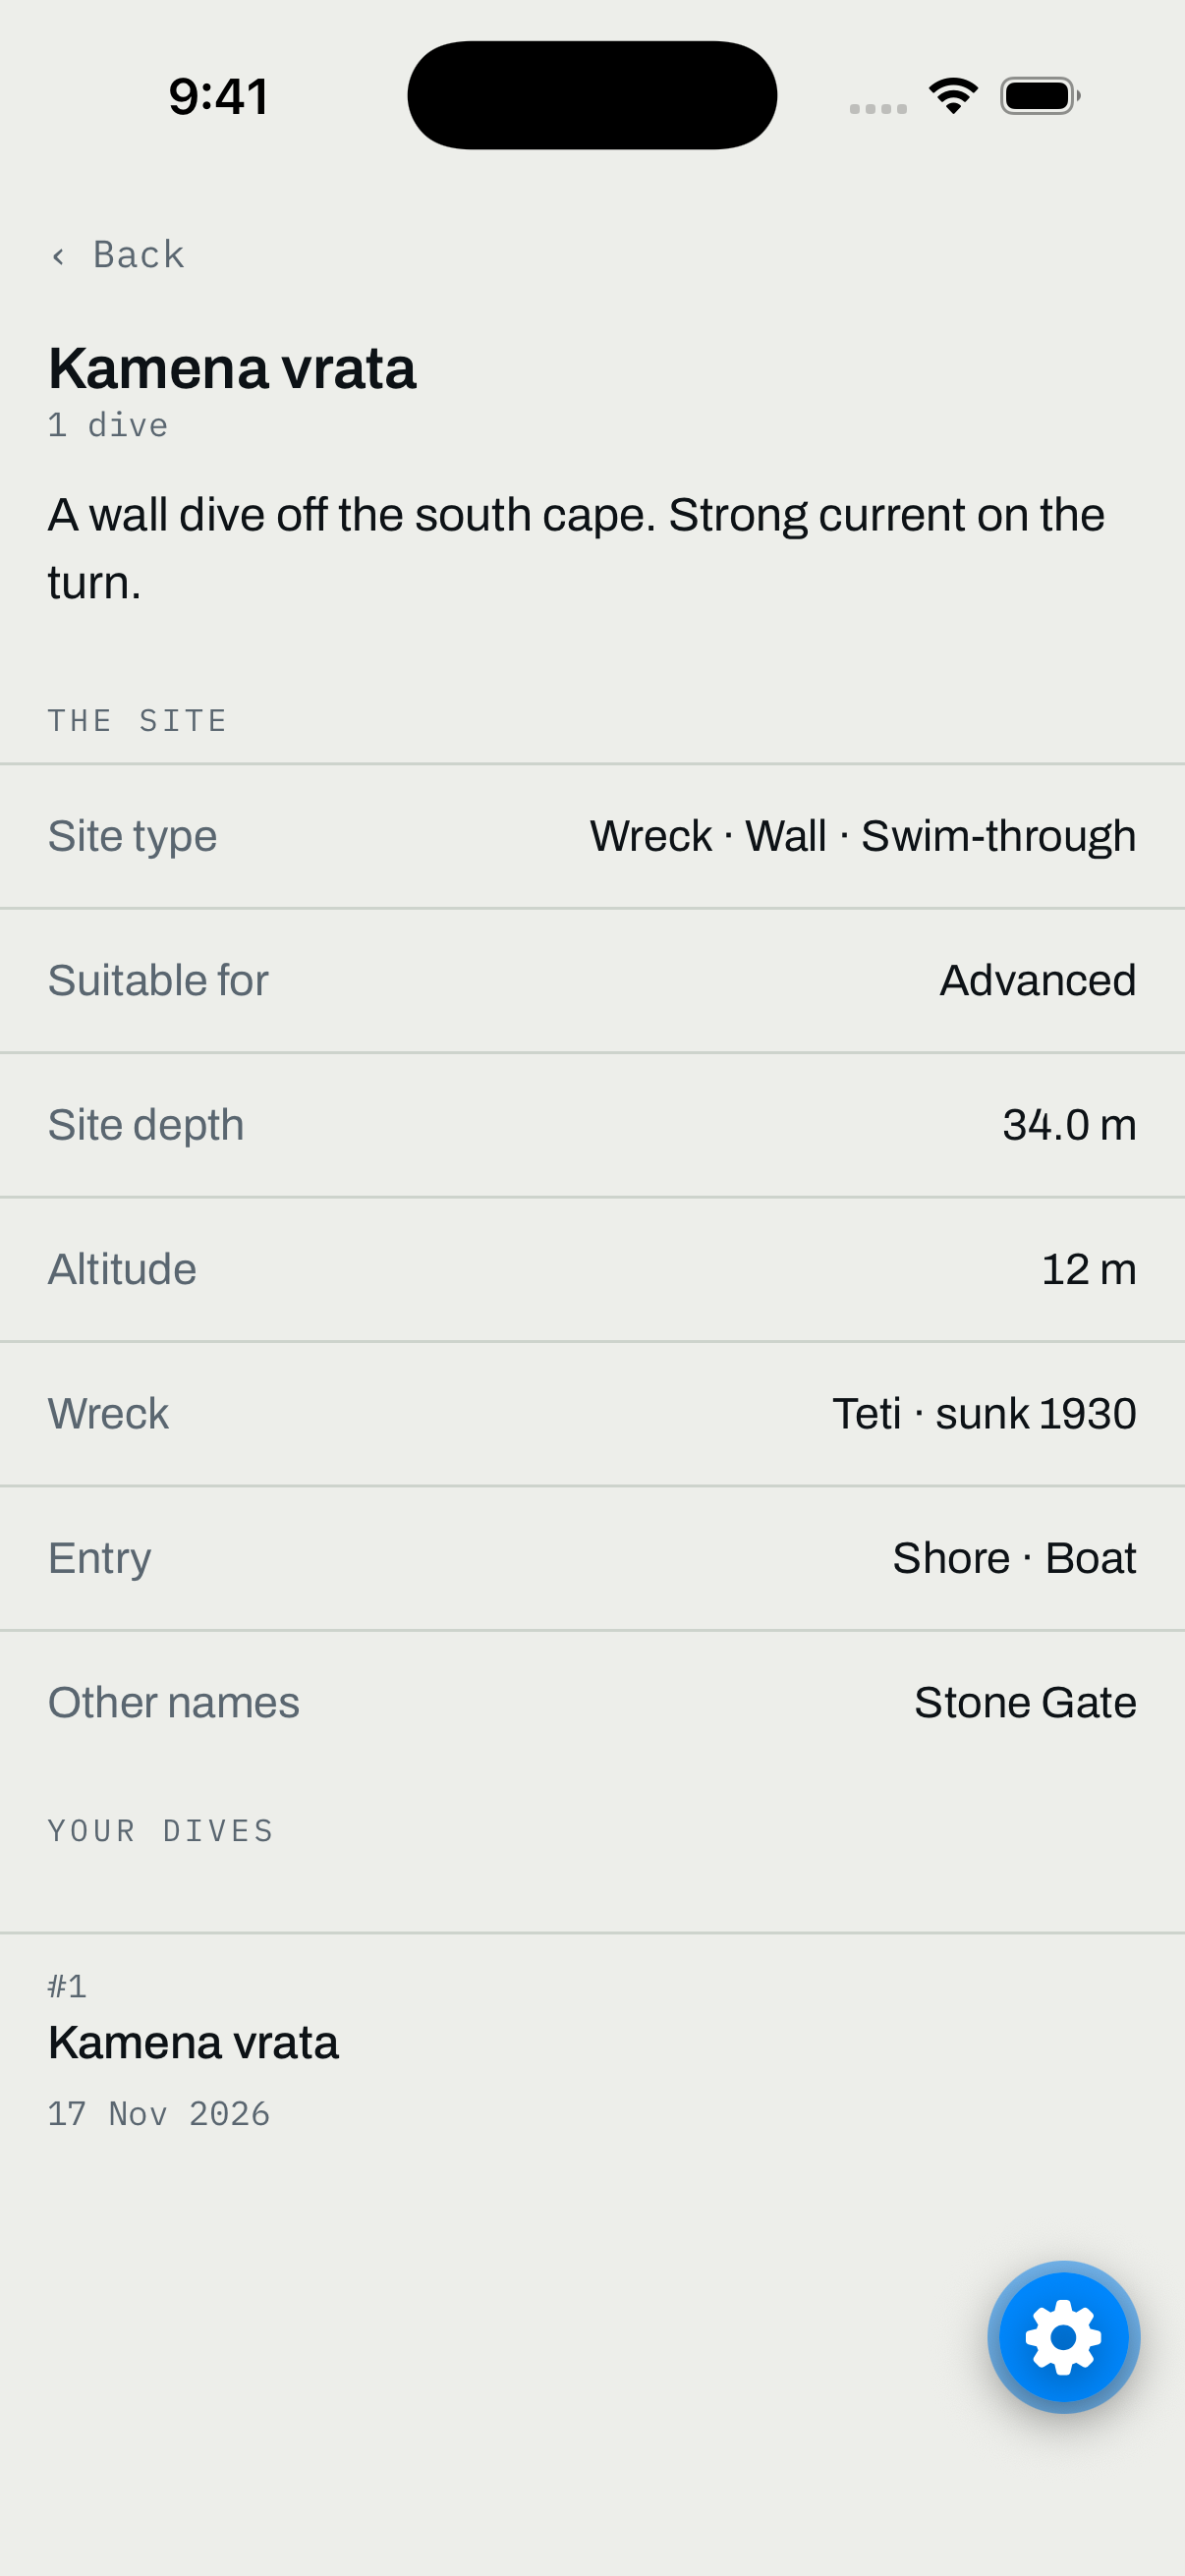 9:41
‹ Back
Kamena vrata
1 dive
A wall dive off the south cape. Strong current on the
turn.
THE SITE
Site type Wreck · Wall · Swim-through
Suitable for Advanced
Site depth 34.0 m
Altitude 12 m
Wreck Teti · sunk 1930
Entry Shore · Boat
Other names Stone Gate
YOUR DIVES
#1
Kamena vrata
17 Nov 2026